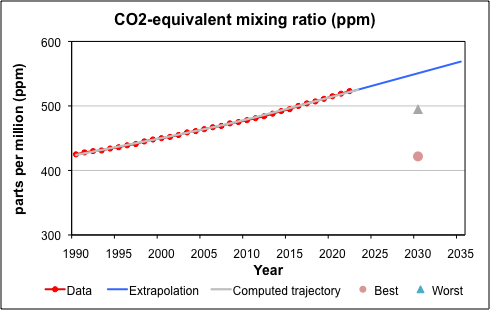 CO2-equivalent mixing ratio (ppm)
600
500
400
300
parts per million (ppm)
1990 1995 2000 2005 2010 2015 2020 2025 2030 2035
Year
Data Extrapolation Computed trajectory Best Worst